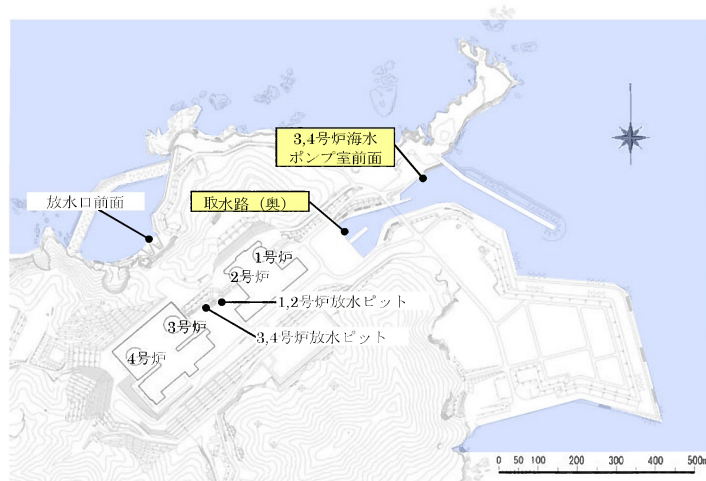 3,4号炉海水
ポンプ室前面
放水口前面
取水路（奥）
1号炉
2号炉
1,2号炉放水ピット
3号炉
3,4号炉放水ピット
4号炉
0 50 100 200 300 400 500m